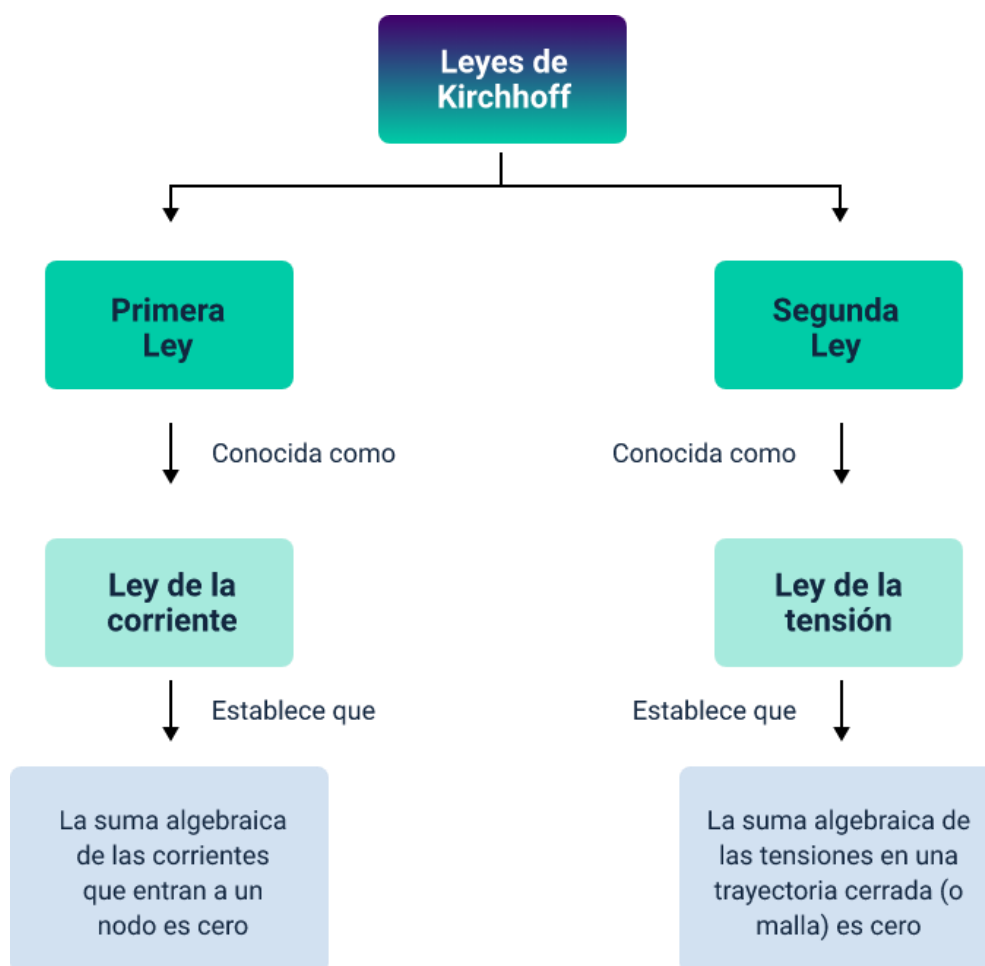 Leyes de
Kirchhoff
Primera
Ley
Segunda
Ley
Conocida como
Conocida como
Ley de la
corriente
Ley de la
tensión
Establece que
Establece que
La suma algebraica
de las corrientes
que entran a un
nodo es cero
La suma algebraica de
las tensiones en una
trayectoria cerrada (o
malla) es cero